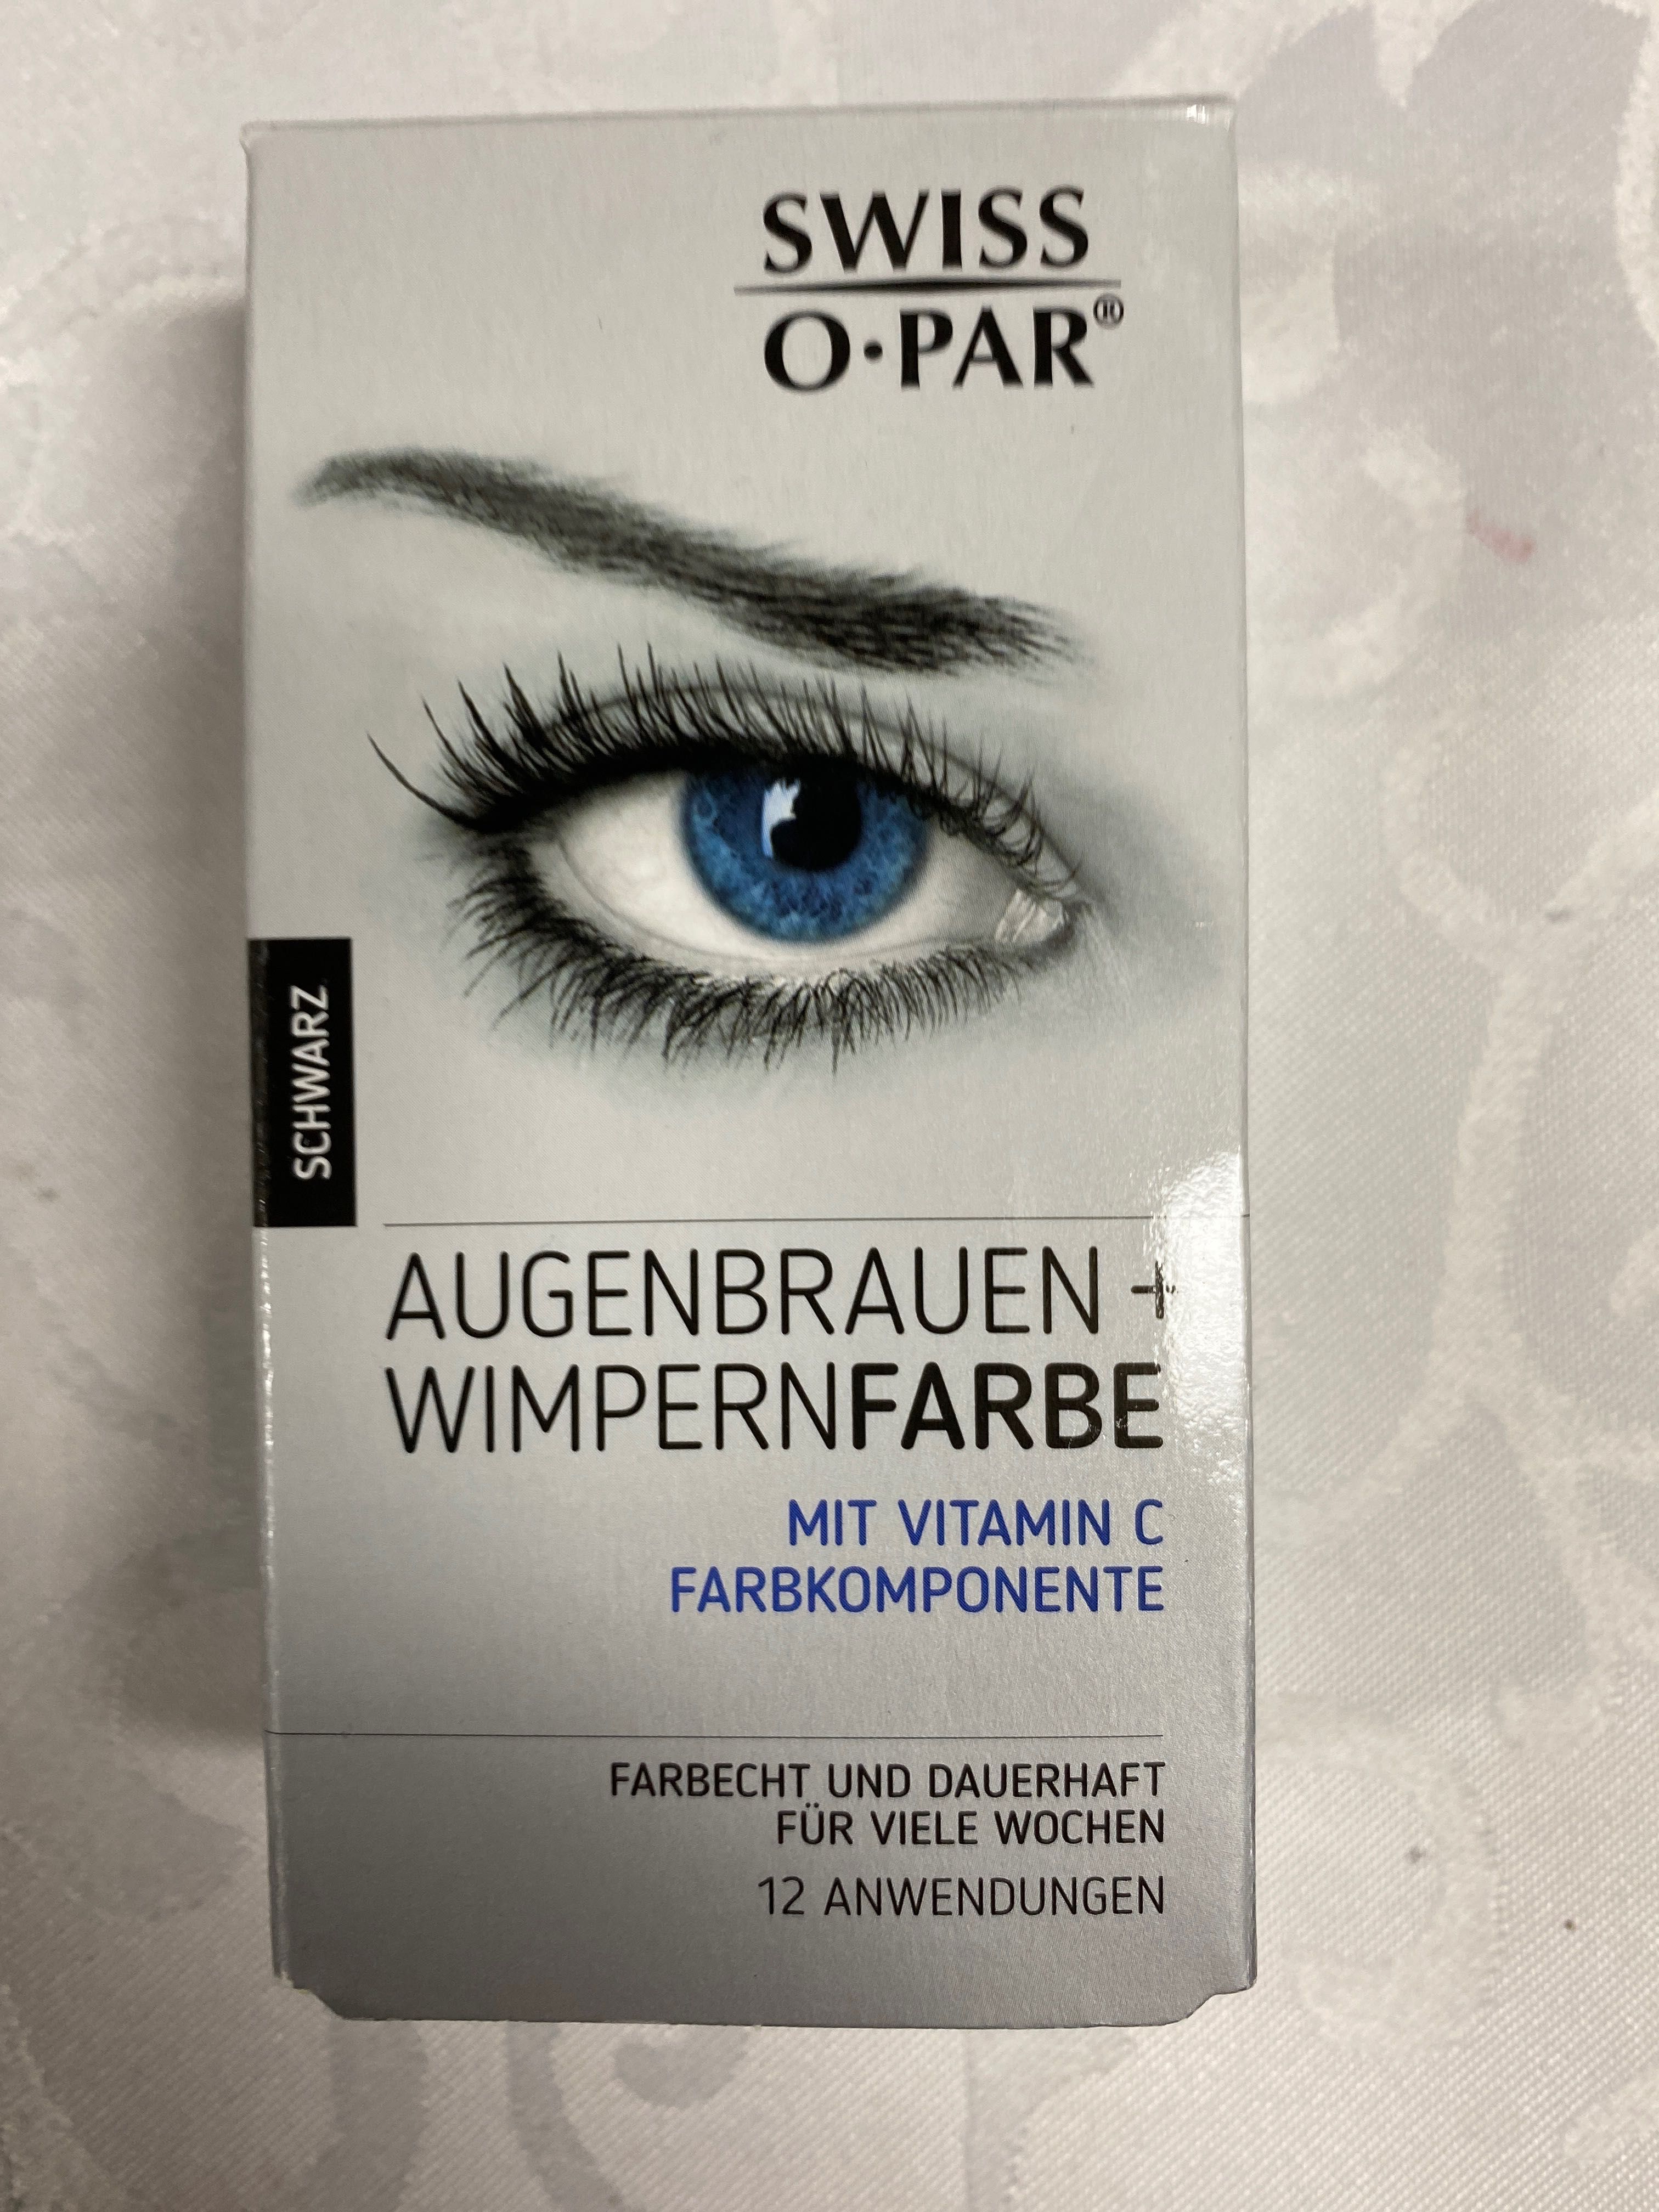 SWISS
O·PAR®
SCHWARZ
AUGENBRAUEN +
WIMPERNFARBE
MIT VITAMIN C
FARBKOMPONENTE
FARBECHT UND DAUERHAFT
FÜR VIELE WOCHEN
12 ANWENDUNGEN